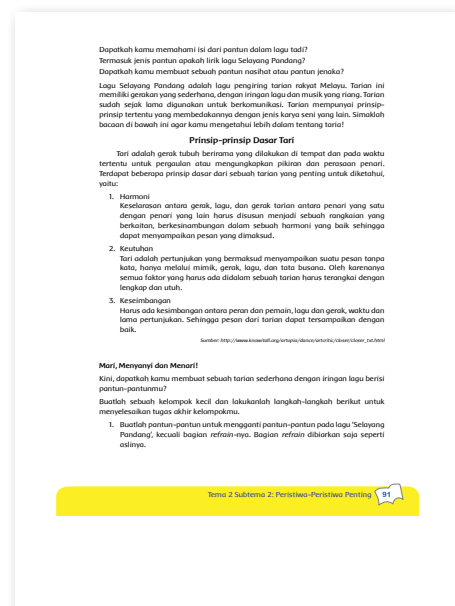 Dapatkah kamu memahami isi dari pantun dalam lagu tadi?
Termasuk jenis pantun apakah lirik lagu Selayang Pandang?
Dapatkah kamu membuat sebuah pantun nasihat atau pantun jenaka?
Lagu Selayang Pandang adalah lagu pengiring tarian rakyat Melayu. Tarian ini
memiliki gerakan yang sederhana, dengan iringan lagu dan musik yang riang. Tarian
sudah sejak lama digunakan untuk berkomunikasi. Tarian mempunyai prinsip-
prinsip tertentu yang membedakannya dengan jenis karya seni yang lain. Simaklah
bacaan di bawah ini agar kamu mengetahui lebih dalam tentang taria!
Prinsip-prinsip Dasar Tari
Tari adalah gerak tubuh berirama yang dilakukan di tempat dan pada waktu
tertentu untuk pergaulan atau mengungkapkan pikiran dan perasaan penari.
Terdapat beberapa prinsip dasar dari sebuah tarian yang penting untuk diketahui,
yaitu:
1. Harmoni
Keselarasan antara gerak, lagu, dan gerak tarian antara penari yang satu
dengan penari yang lain harus disusun menjadi sebuah rangkaian yang
berkaitan, berkesinambungan dalam sebuah harmoni yang baik sehingga
dapat menyampaikan pesan yang dimaksud.
2. Keutuhan
Tari adalah pertunjukan yang bermaksud menyampaikan suatu pesan tanpa
kata, hanya melalui mimik, gerak, lagu, dan tata busana. Oleh karenanya
semua faktor yang harus ada didalam sebuah tarian harus terangkai dengan
lengkap dan utuh.
3. Keseimbangan
Harus ada kesimbangan antara peran dan pemain, lagu dan gerak, waktu dan
lama pertunjukan. Sehingga pesan dari tarian dapat tersampaikan dengan
baik.
Sumber: http://www.knowitall.org/artopia/dance/artcritic/closer/closer_txt.html
Mari, Menyanyi dan Menari!
Kini, dapatkah kamu membuat sebuah tarian sederhana dengan iringan lagu berisi
pantun-pantunmu?
Buatlah sebuah kelompok kecil dan lakukanlah langkah-langkah berikut untuk
menyelesaikan tugas akhir kelompokmu.
1. Buatlah pantun-pantun untuk mengganti pantun-pantun pada lagu 'Selayang
Pandang', kecuali bagian refrain-nya. Bagian refrain dibiarkan saja seperti
aslinya.
Tema 2 Subtema 2: Peristiwa-Peristiwa Penting 91